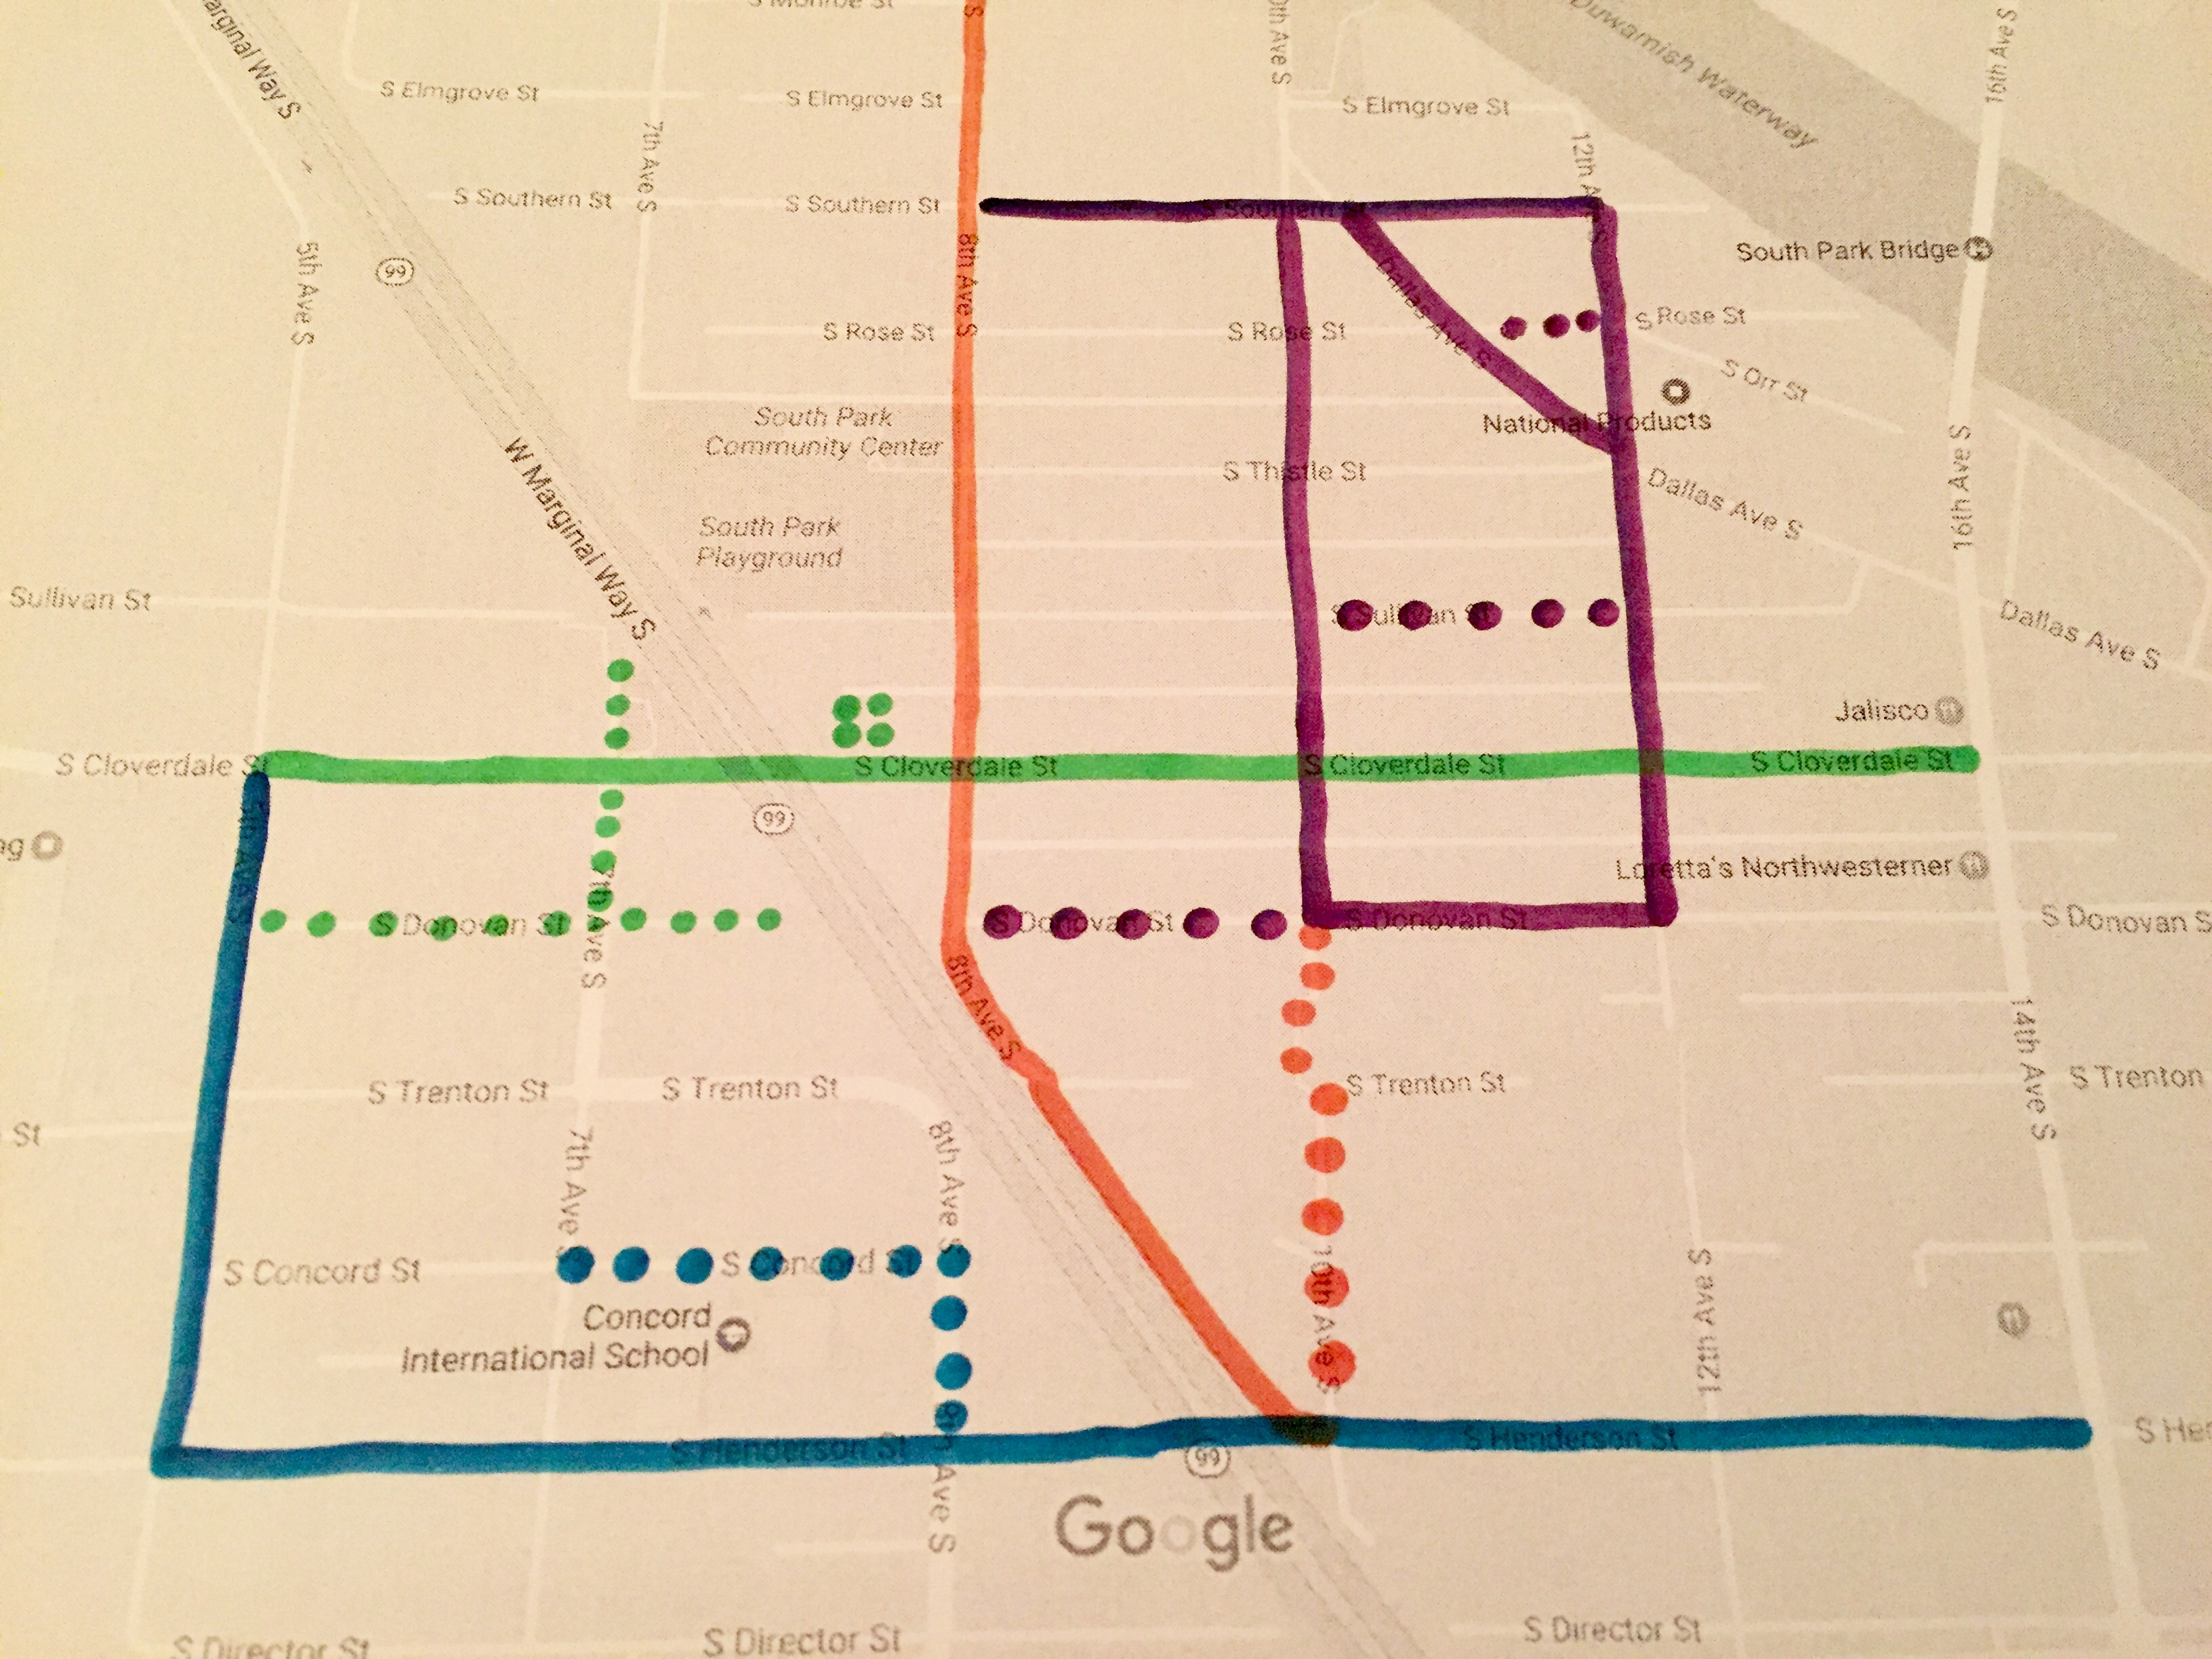 S Monroe St
arginal Way S
0th Ave S
Duwamish Waterway
16th Ave S
S Elmgrove St
S Elmgrove St
S Elmgrove St
7th Ave S
12th Ave S
S Southern St
S Southern St
S Southern St
5th Ave S
99
8th Ave S
South Park Bridge
S Rose St
S Rose St
S Rose St
Dallas Ave S
S Orr St
South Park
Community Center
National Products
W Marginal Way S
S Thistle St
16th Ave S
Dallas Ave S
South Park
Playground
Sullivan St
S Sullivan St
Dallas Ave S
Jalisco
S Cloverdale St
S Cloverdale St
S Cloverdale St
S Cloverdale St
99
5th Ave S
ng
Loretta's Northwesterner
S Donovan St
7th Ave S
S Donovan St
S Donovan St
S Donovan S
8th Ave S
14th Ave S
S Trenton St
S Trenton St
S Trenton St
S Trenton
St
7th Ave S
8th Ave S
S Concord St
S Concord St
10th Ave S
12th Ave S
Concord
International School
S Henderson St
S Henderson St
S Hen
8th Ave S
99
Google
S Director St
S Director St
S Director St